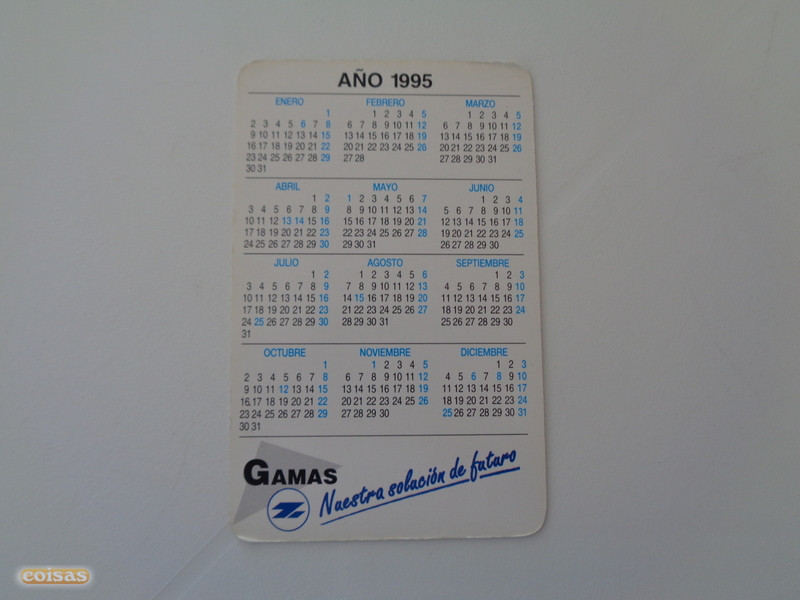 AÑO 1995
ENERO FEBRERO MARZO
1 1 2 3 4 5 1 2 3 4 5
2 3 4 5 6 7 8 6 7 8 9 10 11 12 6 7 8 9 10 11 12
9 10 11 12 13 14 15 13 14 15 16 17 18 19 13 14 15 16 17 18 19
16 17 18 19 20 21 22 20 21 22 23 24 25 26 20 21 22 23 24 25 26
23 24 25 26 27 28 29 27 28 27 28 29 30 31
30 31
ABRIL MAYO JUNIO
1 2 1 2 3 4 5 6 7 1 2 3 4
3 4 5 6 7 8 9 8 9 10 11 12 13 14 5 6 7 8 9 10 11
10 11 12 13 14 15 16 15 16 17 18 19 20 21 12 13 14 15 16 17 18
17 18 19 20 21 22 23 22 23 24 25 26 27 28 19 20 21 22 23 24 25
24 25 26 27 28 29 30 29 30 31 26 27 28 29 30
JULIO AGOSTO SEPTIEMBRE
1 2 1 2 3 4 5 6 1 2 3
3 4 5 6 7 8 9 7 8 9 10 11 12 13 4 5 6 7 8 9 10
10 11 12 13 14 15 16 14 15 16 17 18 19 20 11 12 13 14 15 16 17
17 18 19 20 21 22 23 21 22 23 24 25 26 27 18 19 20 21 22 23 24
24 25 26 27 28 29 30 28 29 30 31 25 26 27 28 29 30
31
OCTUBRE NOVIEMBRE DICIEMBRE
1 1 2 3 4 5 1 2 3
2 3 4 5 6 7 8 6 7 8 9 10 11 12 4 5 6 7 8 9 10
9 10 11 12 13 14 15 13 14 15 16 17 18 19 11 12 13 14 15 16 17
16 17 18 19 20 21 22 20 21 22 23 24 25 26 18 19 20 21 22 23 24
23 24 25 26 27 28 29 27 28 29 30 25 26 27 28 29 30 31
30 31
GAMAS
Nuestra solución de futuro
coisas